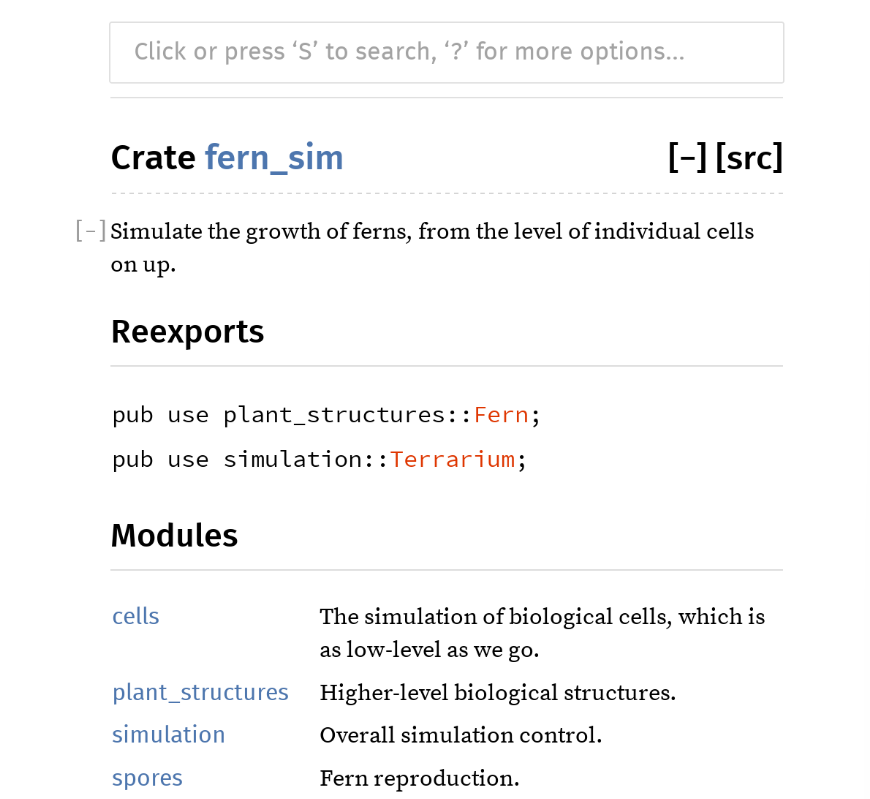 Click or press ‘S’ to search, ‘?’ for more options...
Crate fern_sim [−] [src]
[−] Simulate the growth of ferns, from the level of individual cells
on up.
Reexports
pub use plant_structures::Fern;
pub use simulation::Terrarium;
Modules
cells The simulation of biological cells, which is
as low-level as we go.
plant_structures Higher-level biological structures.
simulation Overall simulation control.
spores Fern reproduction.